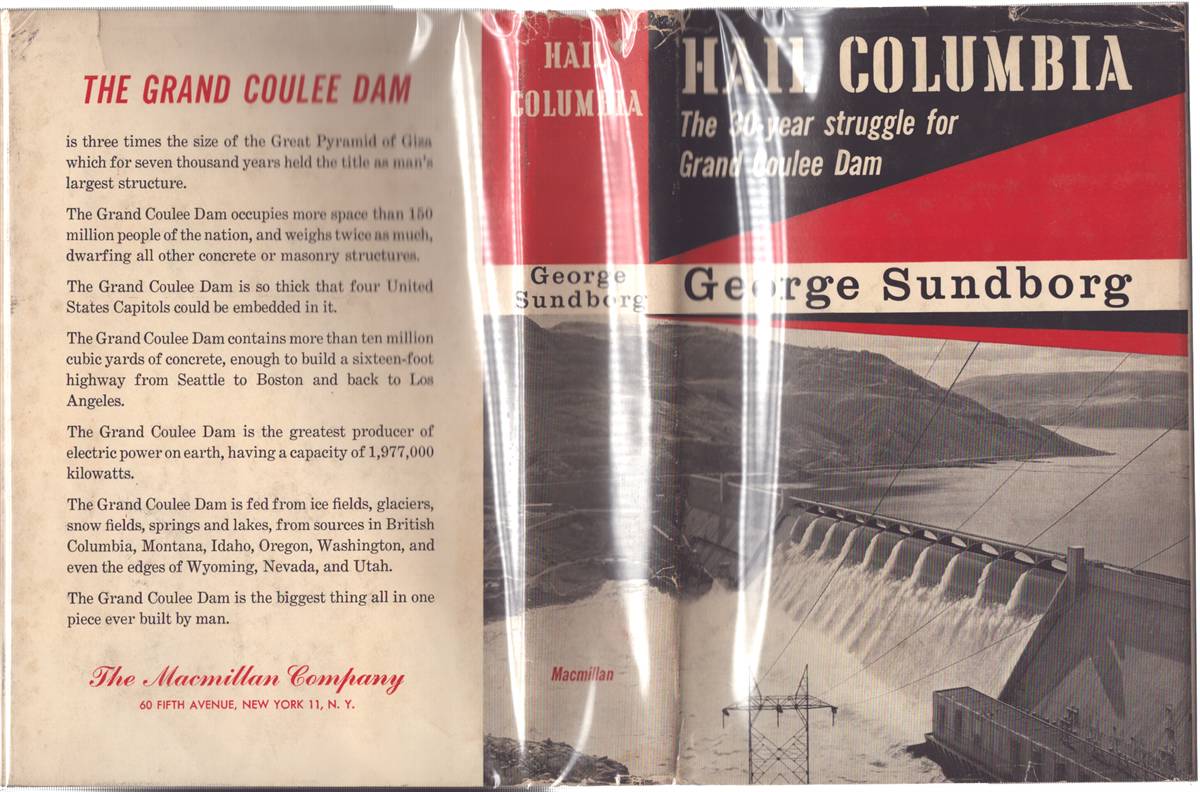 THE GRAND COULEE DAM
is three times the size of the Great Pyramid of Giza
which for seven thousand years held the title as man's
largest structure.
The Grand Coulee Dam occupies more space than 150
million people of the nation, and weighs twice as much,
dwarfing all other concrete or masonry structures.
The Grand Coulee Dam is so thick that four United
States Capitols could be embedded in it.
The Grand Coulee Dam contains more than ten million
cubic yards of concrete, enough to build a sixteen-foot
highway from Seattle to Boston and back to Los
Angeles.
The Grand Coulee Dam is the greatest producer of
electric power on earth, having a capacity of 1,977,000
kilowatts.
The Grand Coulee Dam is fed from ice fields, glaciers,
snow fields, springs and lakes, from sources in British
Columbia, Montana, Idaho, Oregon, Washington, and
even the edges of Wyoming, Nevada, and Utah.
The Grand Coulee Dam is the biggest thing all in one
piece ever built by man.
The Macmillan Company
60 FIFTH AVENUE, NEW YORK 11, N. Y.
HAIL
COLUMBIA
George
Sundborg
Macmillan
HAIL COLUMBIA
The 30-year struggle for
Grand Coulee Dam
George Sundborg